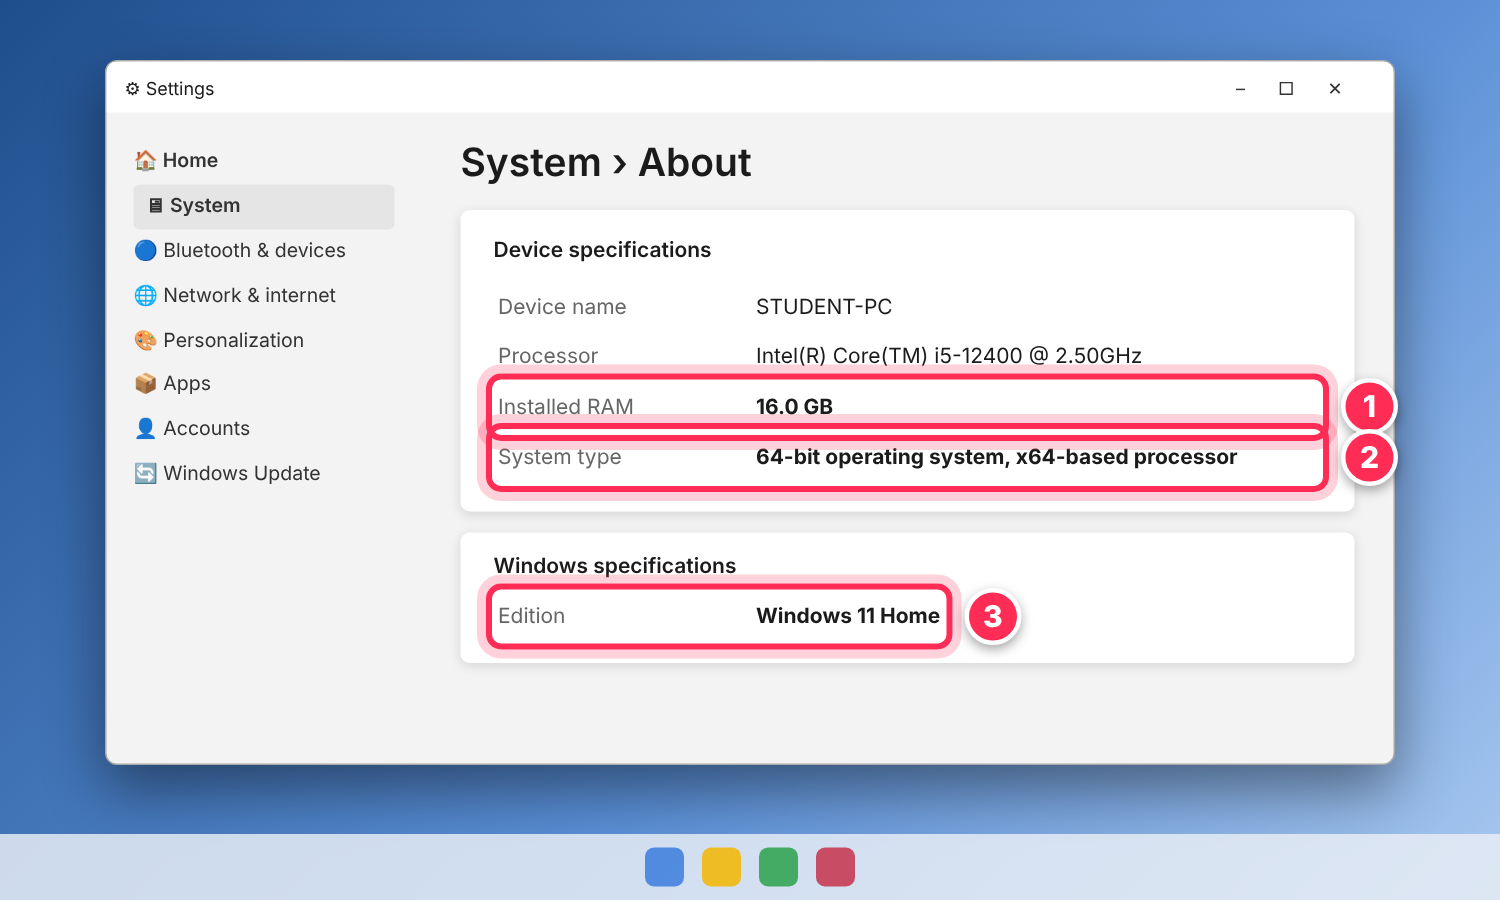 ⚙ Settings
🏠 Home
🖥 System
🔵 Bluetooth & devices
🌐 Network & internet
🎨 Personalization
📦 Apps
👤 Accounts
🔄 Windows Update
System › About
Device specifications
Device name STUDENT-PC
Processor Intel(R) Core(TM) i5-12400 @ 2.50GHz
Installed RAM 16.0 GB 1
System type 64-bit operating system, x64-based processor 2
Windows specifications
Edition Windows 11 Home 3